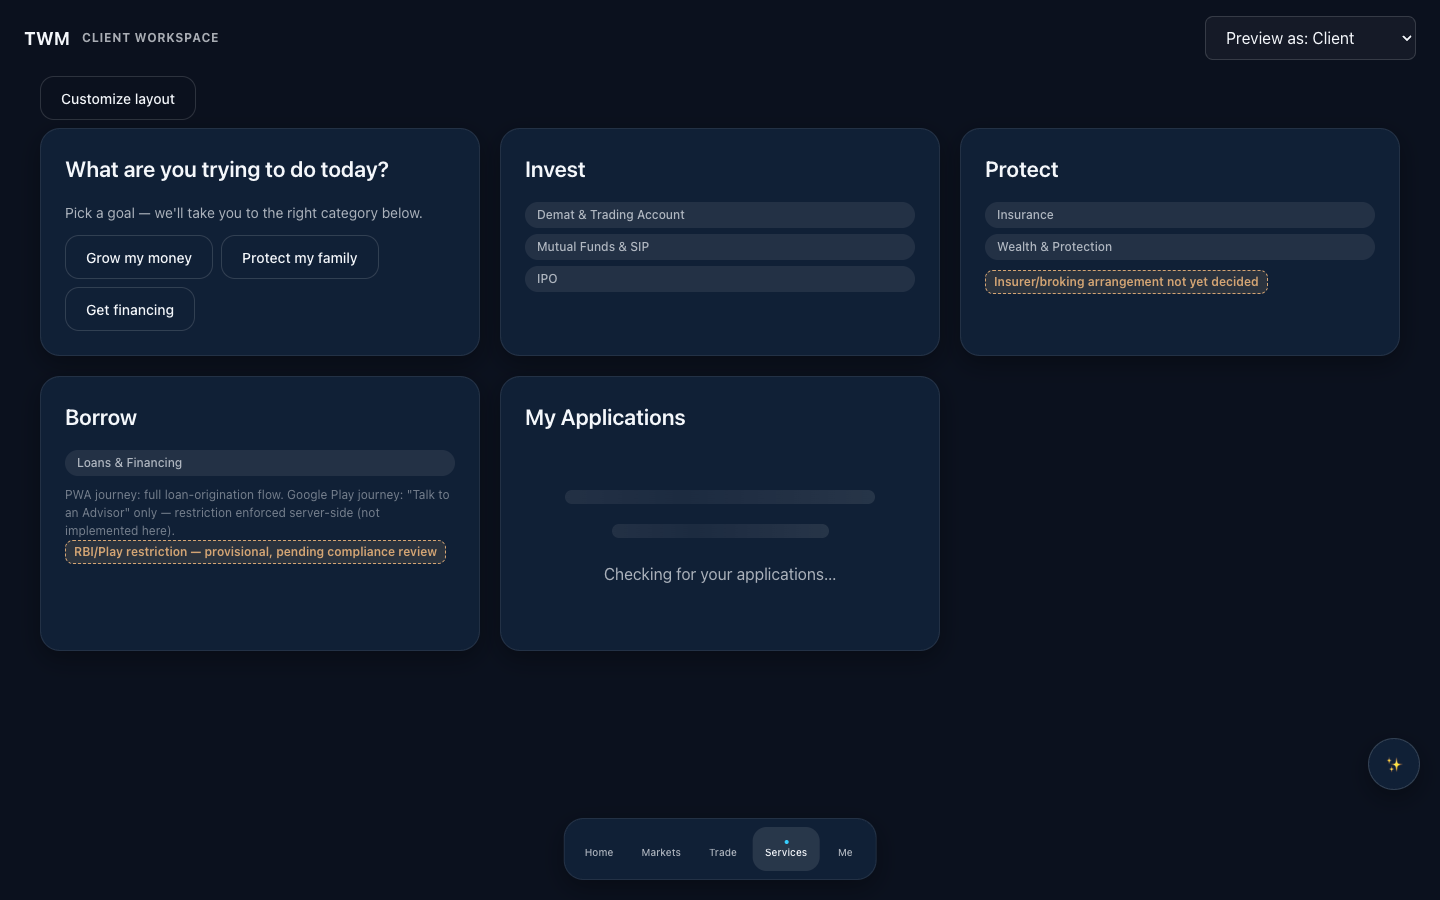 TWM CLIENT WORKSPACE
Preview as: Client
Customize layout
What are you trying to do today?
Pick a goal — we'll take you to the right category below.
Grow my money
Protect my family
Get financing
Invest
Demat & Trading Account
Mutual Funds & SIP
IPO
Protect
Insurance
Wealth & Protection
Insurer/broking arrangement not yet decided
Borrow
Loans & Financing
PWA journey: full loan-origination flow. Google Play journey: "Talk to
an Advisor" only — restriction enforced server-side (not
implemented here).
RBI/Play restriction — provisional, pending compliance review
My Applications
Checking for your applications...
Home
Markets
Trade
Services
Me